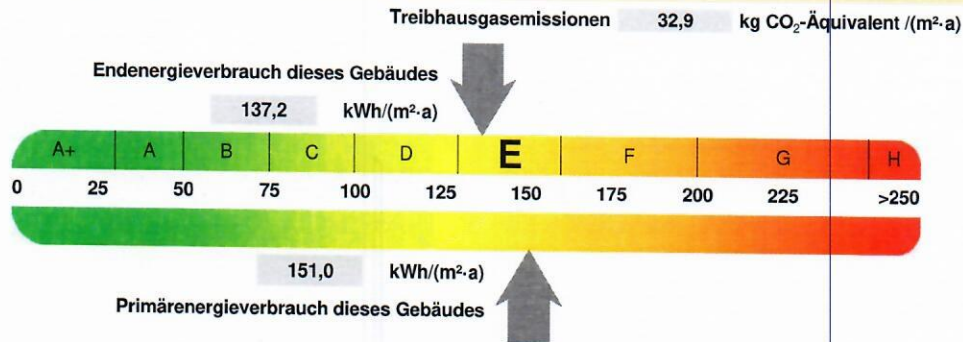 Treibhausgasemissionen 32,9 kg CO₂-Äquivalent /(m²·a)
Endenergieverbrauch dieses Gebäudes
137,2 kWh/(m²·a)
A+ A B C D E F G H
0 25 50 75 100 125 150 175 200 225 >250
151,0 kWh/(m²·a)
Primärenergieverbrauch dieses Gebäudes